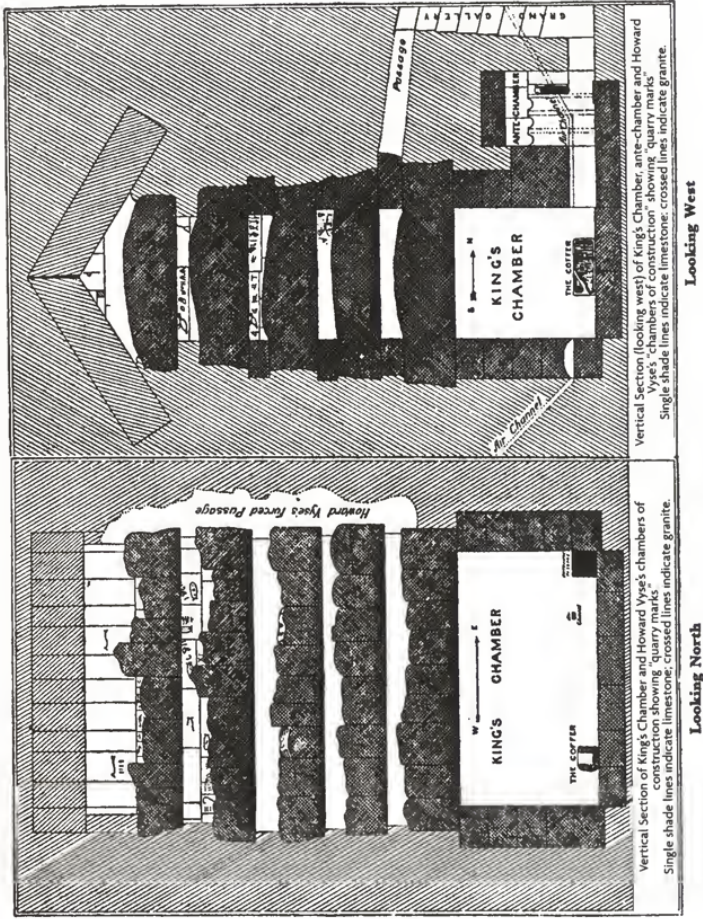 Howard Vyse's Forced Passage
W E
KING'S CHAMBER
THE COFFER
Vertical Section of King's Chamber and Howard Vyse's chambers of
construction showing "quarry marks"
Single shade lines indicate limestone; crossed lines indicate granite.
Looking North
GRAND GALLERY
Passage
ANTE-CHAMBER
S N
KING'S
CHAMBER
THE COFFER
Air Channel
Vertical Section (looking west) of King's Chamber, ante-chamber and Howard
Vyse's "chambers of construction" showing "quarry marks"
Single shade lines indicate limestone; crossed lines indicate granite.
Looking West